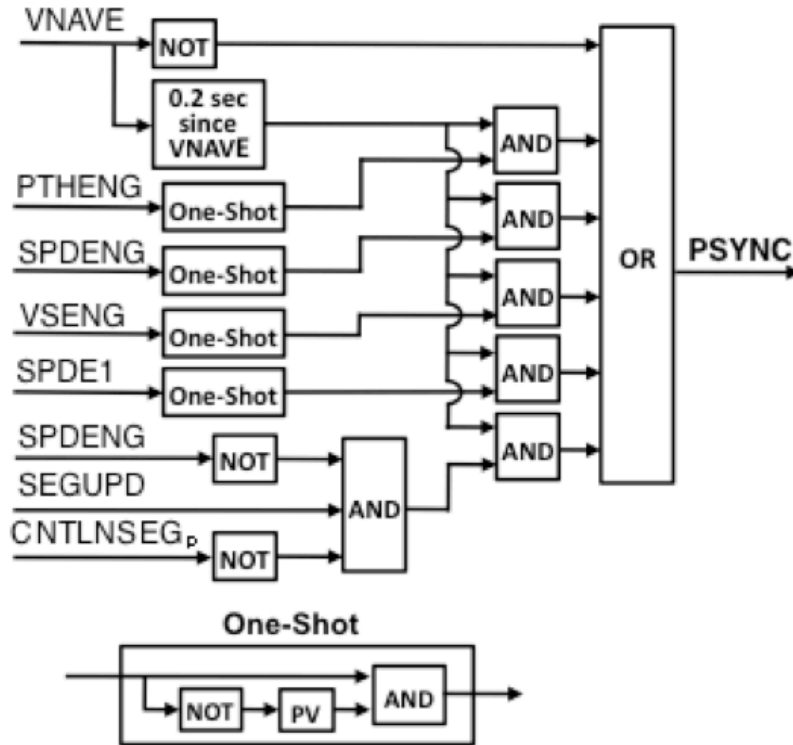 VNAVE
NOT
0.2 sec
since
VNAVE
AND
PTHENG
One-Shot
AND
SPDENG
One-Shot
OR
PSYNC
AND
VSENG
One-Shot
AND
SPDE1
One-Shot
AND
SPDENG
NOT
SEGUPD
AND
CNTLNSEGp
NOT
One-Shot
NOT
PV
AND